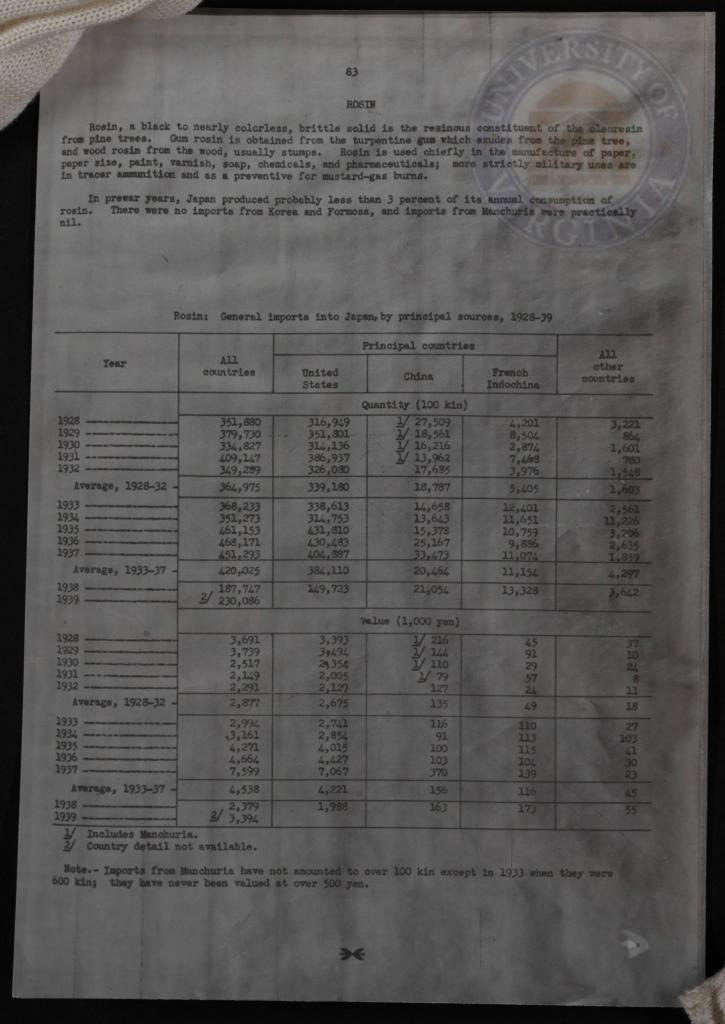 83
ROSIN
Rosin, a black to nearly colorless, brittle solid is the resinous constituent of the oleoresin
from pine trees. Gum rosin is obtained from the turpentine gum which exudes from the pine tree,
and wood rosin from the wood, usually stumps. Rosin is used chiefly in the manufacture of paper,
paper size, paint, varnish, soap, chemicals, and pharmaceuticals; more strictly military uses are
in tracer ammunition and as a preventive for mustard-gas burns.
In prewar years, Japan produced probably less than 3 percent of its annual consumption of
rosin. There were no imports from Korea and Formosa, and imports from Manchuria were practically
nil.
Rosin: General imports into Japan, by principal sources, 1928-39
Year | All countries | Principal countries | All other countries
United States | China | French Indochina
Quantity (100 kin)
1928 351,880 316,949 1/ 27,509 4,201 3,221
1929 379,730 351,801 1/ 18,561 8,504 864
1930 334,827 314,136 1/ 16,216 2,874 1,601
1931 409,147 386,937 1/ 13,962 7,468 780
1932 349,289 326,080 17,685 3,976 1,548
Average, 1928-32 - 364,975 339,180 18,787 5,405 1,603
1933 368,233 338,613 14,658 12,401 2,561
1934 351,273 314,753 13,643 11,651 11,226
1935 461,153 431,810 15,378 10,759 3,206
1936 468,171 430,483 25,167 9,886 2,635
1937 451,293 404,887 33,473 11,074 1,859
Average, 1933-37 - 420,025 384,110 20,464 11,154 4,297
1938 187,747 149,723 21,054 13,328 3,642
1939 2/ 230,086
Value (1,000 yen)
1928 3,691 3,393 1/ 216 45 37
1929 3,739 3,494 1/ 144 91 10
1930 2,517 2,354 1/ 110 29 24
1931 2,149 2,005 1/ 79 57 8
1932 2,291 2,129 127 24 11
Average, 1928-32 - 2,877 2,675 135 49 18
1933 2,994 2,741 116 110 27
1934 3,161 2,854 91 113 103
1935 4,271 4,015 100 115 41
1936 4,664 4,427 103 104 30
1937 7,599 7,067 370 139 23
Average, 1933-37 - 4,538 4,221 156 116 45
1938 2,379 1,988 163 173 55
1939 2/ 3,394
1/ Includes Manchuria.
2/ Country detail not available.
Note.- Imports from Manchuria have not amounted to over 100 kin except in 1933 when they were
600 kin; they have never been valued at over 500 yen.
UNIVERSITY
VIRGINIA